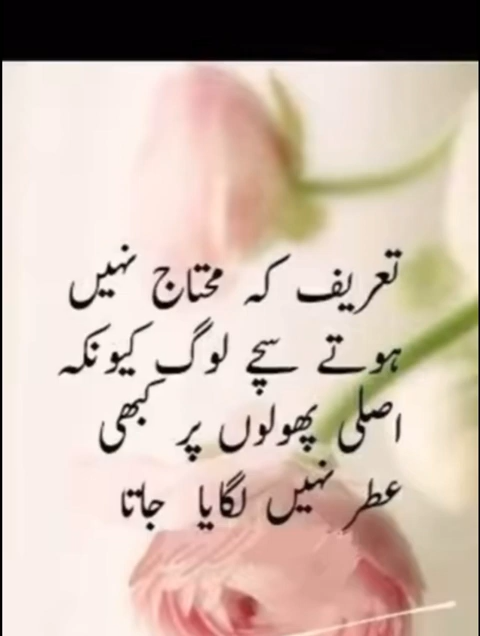 تعریف کہ محتاج نہیں
ہوتے سچے لوگ کیونکہ
اصلی پھولوں پر کبھی
عطر نہیں لگایا جاتا